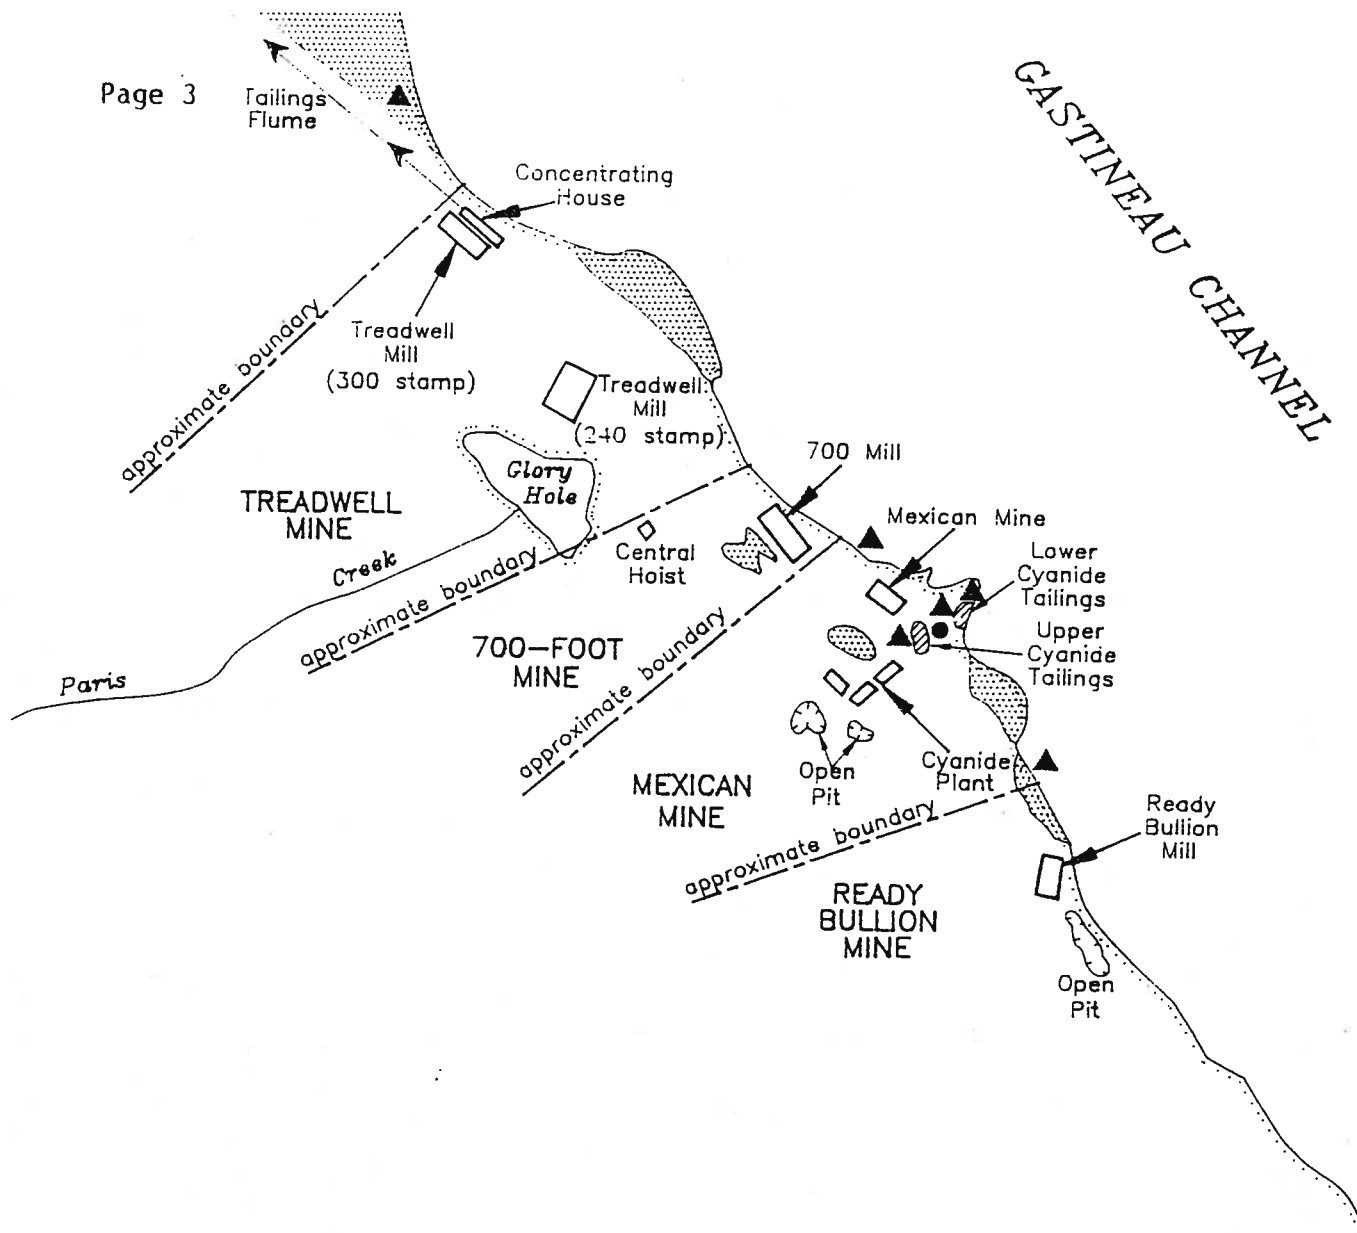 Page 3
Tailings
Flume
GASTINEAU CHANNEL
Concentrating
House
approximate boundary
Treadwell
Mill
(300 stamp)
Treadwell
Mill
(240 stamp)
700 Mill
Glory
Hole
TREADWELL
MINE
Mexican Mine
Central
Hoist
Lower
Cyanide
Tailings
Paris Creek
approximate boundary
700-FOOT
MINE
Upper
Cyanide
Tailings
approximate boundary
Open
Pit
Cyanide
Plant
MEXICAN
MINE
Ready
Bullion
Mill
approximate boundary
READY
BULLION
MINE
Open
Pit